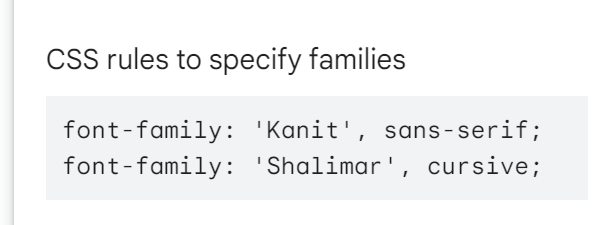 CSS rules to specify families
font-family: 'Kanit', sans-serif;
font-family: 'Shalimar', cursive;